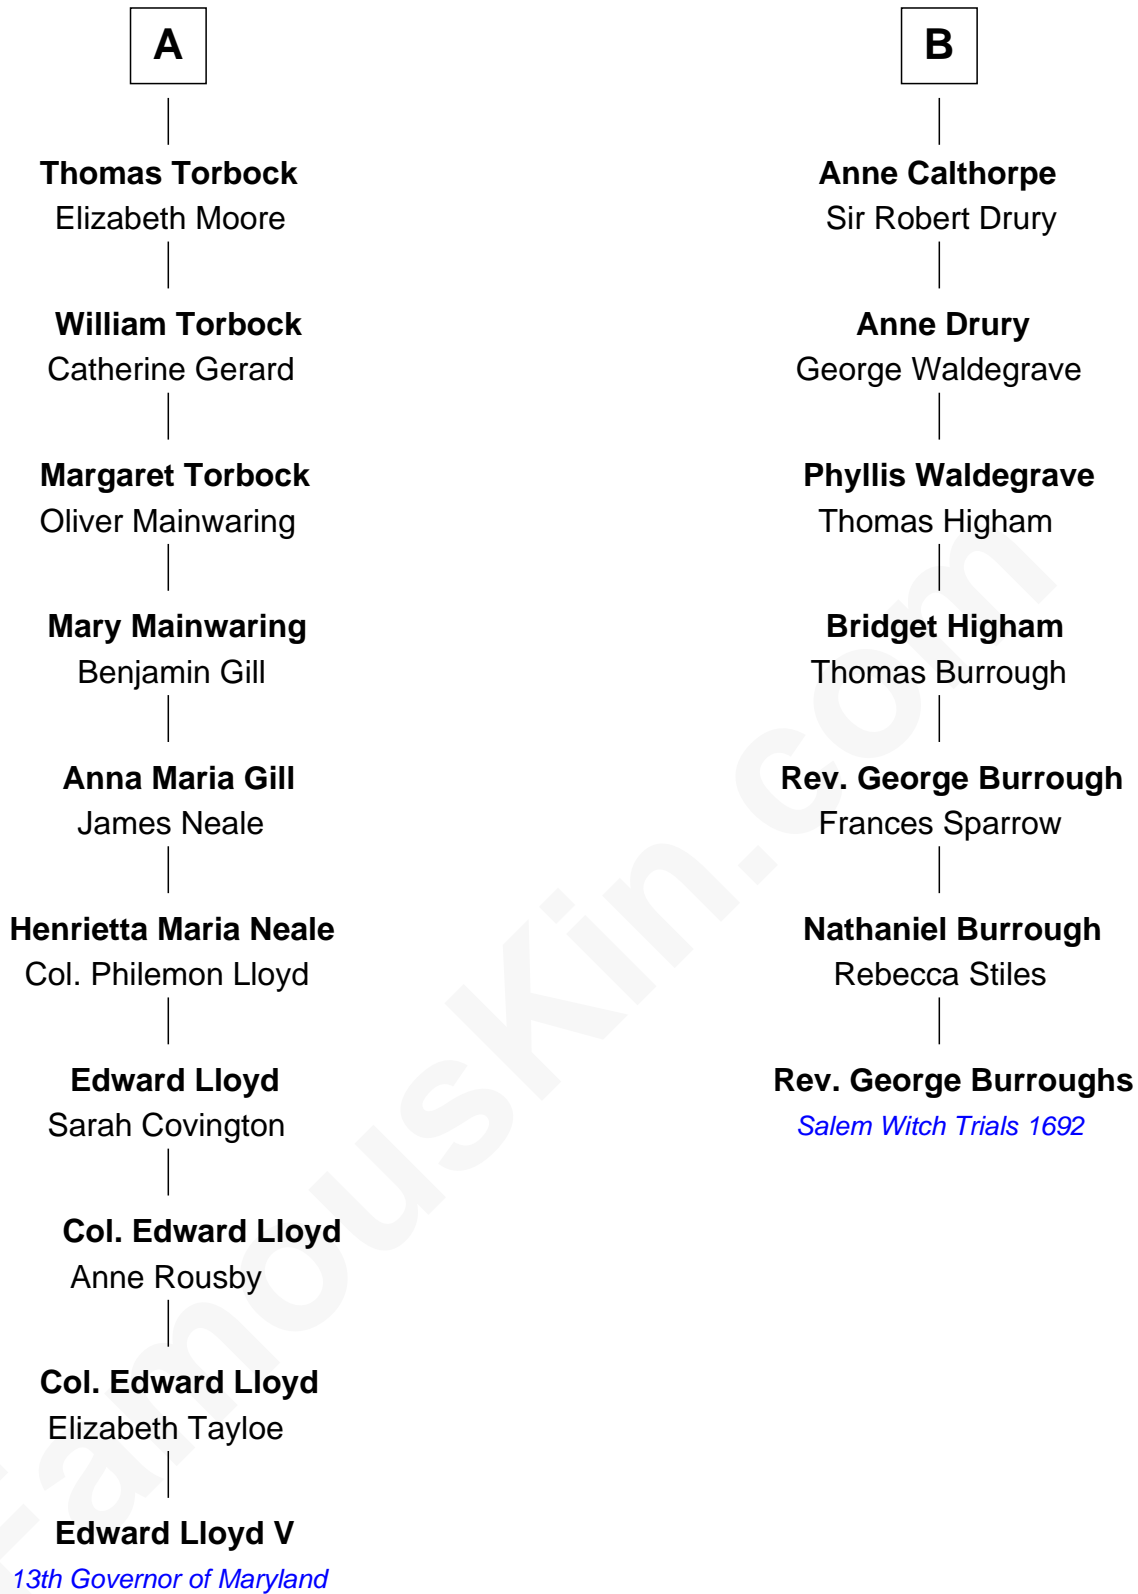 A
Thomas Torbock
Elizabeth Moore
William Torbock
Catherine Gerard
Margaret Torbock
Oliver Mainwaring
Mary Mainwaring
Benjamin Gill
Anna Maria Gill
James Neale
Henrietta Maria Neale
Col. Philemon Lloyd
Edward Lloyd
Sarah Covington
Col. Edward Lloyd
Anne Rousby
Col. Edward Lloyd
Elizabeth Tayloe
Edward Lloyd V
13th Governor of Maryland
B
Anne Calthorpe
Sir Robert Drury
Anne Drury
George Waldegrave
Phyllis Waldegrave
Thomas Higham
Bridget Higham
Thomas Burrough
Rev. George Burrough
Frances Sparrow
Nathaniel Burrough
Rebecca Stiles
Rev. George Burroughs
Salem Witch Trials 1692
FamousKin.com